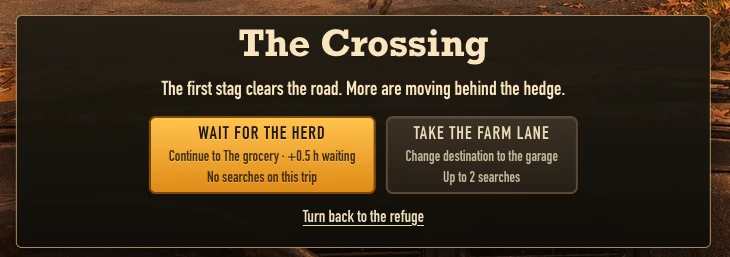 The Crossing
The first stag clears the road. More are moving behind the hedge.
WAIT FOR THE HERD
Continue to The grocery · +0.5 h waiting
No searches on this trip
TAKE THE FARM LANE
Change destination to the garage
Up to 2 searches
Turn back to the refuge